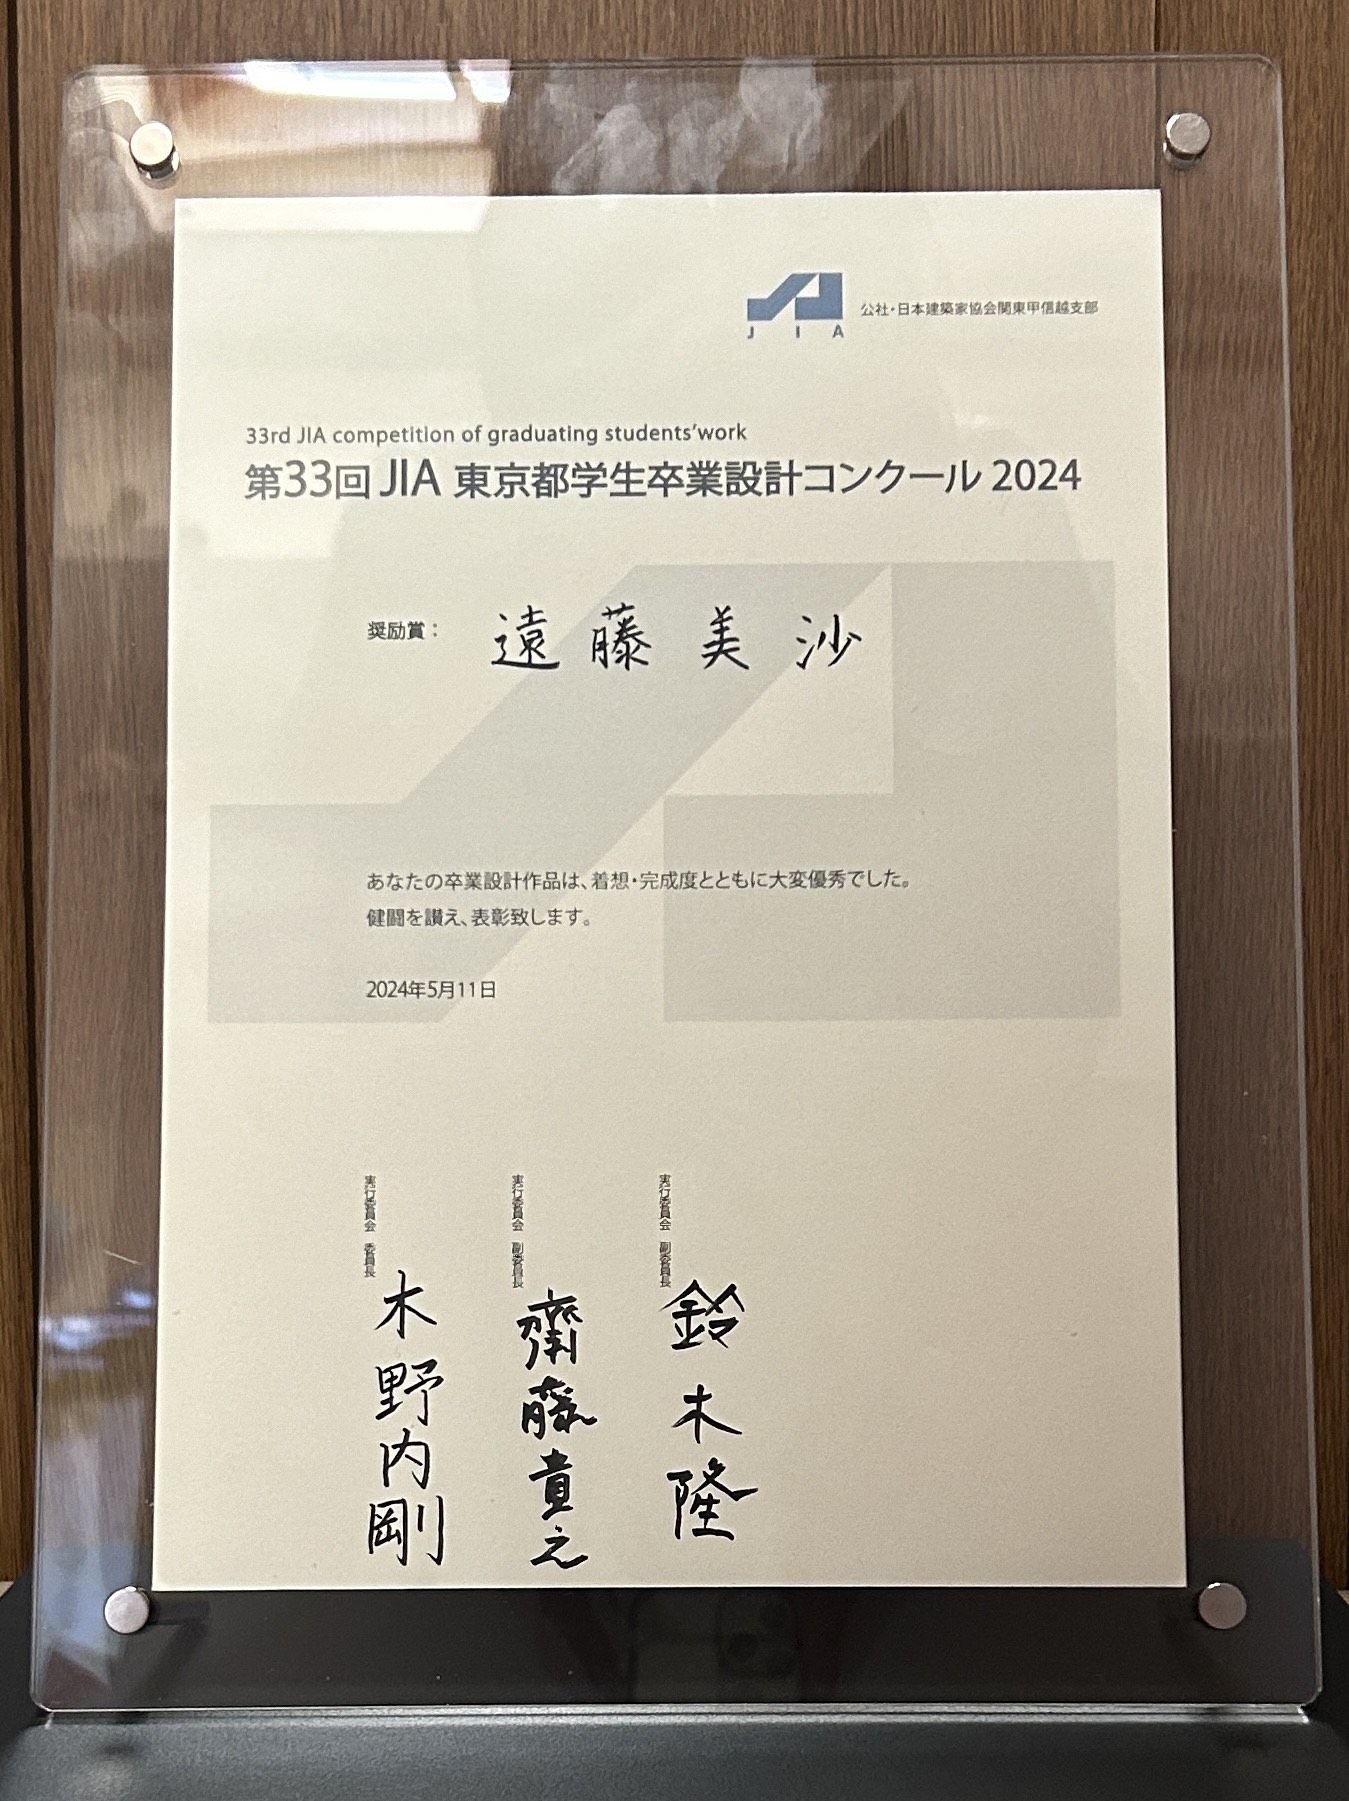 J I A
公社・日本建築家協会関東甲信越支部
33rd JIA competition of graduating students'work
第33回 JIA 東京都学生卒業設計コンクール 2024
奨励賞： 遠藤美沙
あなたの卒業設計作品は、着想・完成度とともに大変優秀でした。
健闘を讃え、表彰致します。
2024年5月11日
実行委員会 委員長 木野内剛
実行委員会 副委員長 齊藤貴之
実行委員会 副委員長 鈴木隆